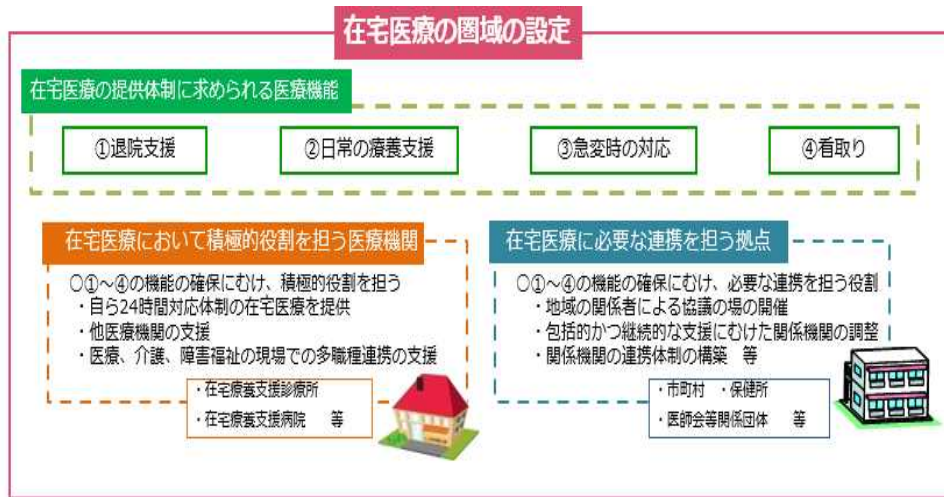 在宅医療の圏域の設定
在宅医療の提供体制に求められる医療機能
①退院支援
②日常の療養支援
③急変時の対応
④看取り
在宅医療において積極的役割を担う医療機関
○①～④の機能の確保にむけ、積極的役割を担う
・自ら24時間対応体制の在宅医療を提供
・他医療機関の支援
・医療、介護、障害福祉の現場での多職種連携の支援
・在宅療養支援診療所
・在宅療養支援病院　等
在宅医療に必要な連携を担う拠点
○①～④の機能の確保にむけ、必要な連携を担う役割
・地域の関係者による協議の場の開催
・包括的かつ継続的な支援にむけた関係機関の調整
・関係機関の連携体制の構築　等
・市町村　・保健所
・医師会等関係団体　等